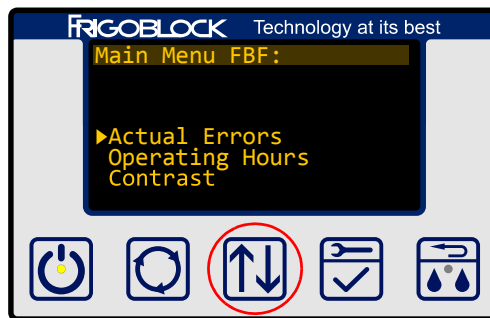 FRIGOBLOCK Technology at its best
Main Menu FBF:
Actual Errors
Operating Hours
Contrast